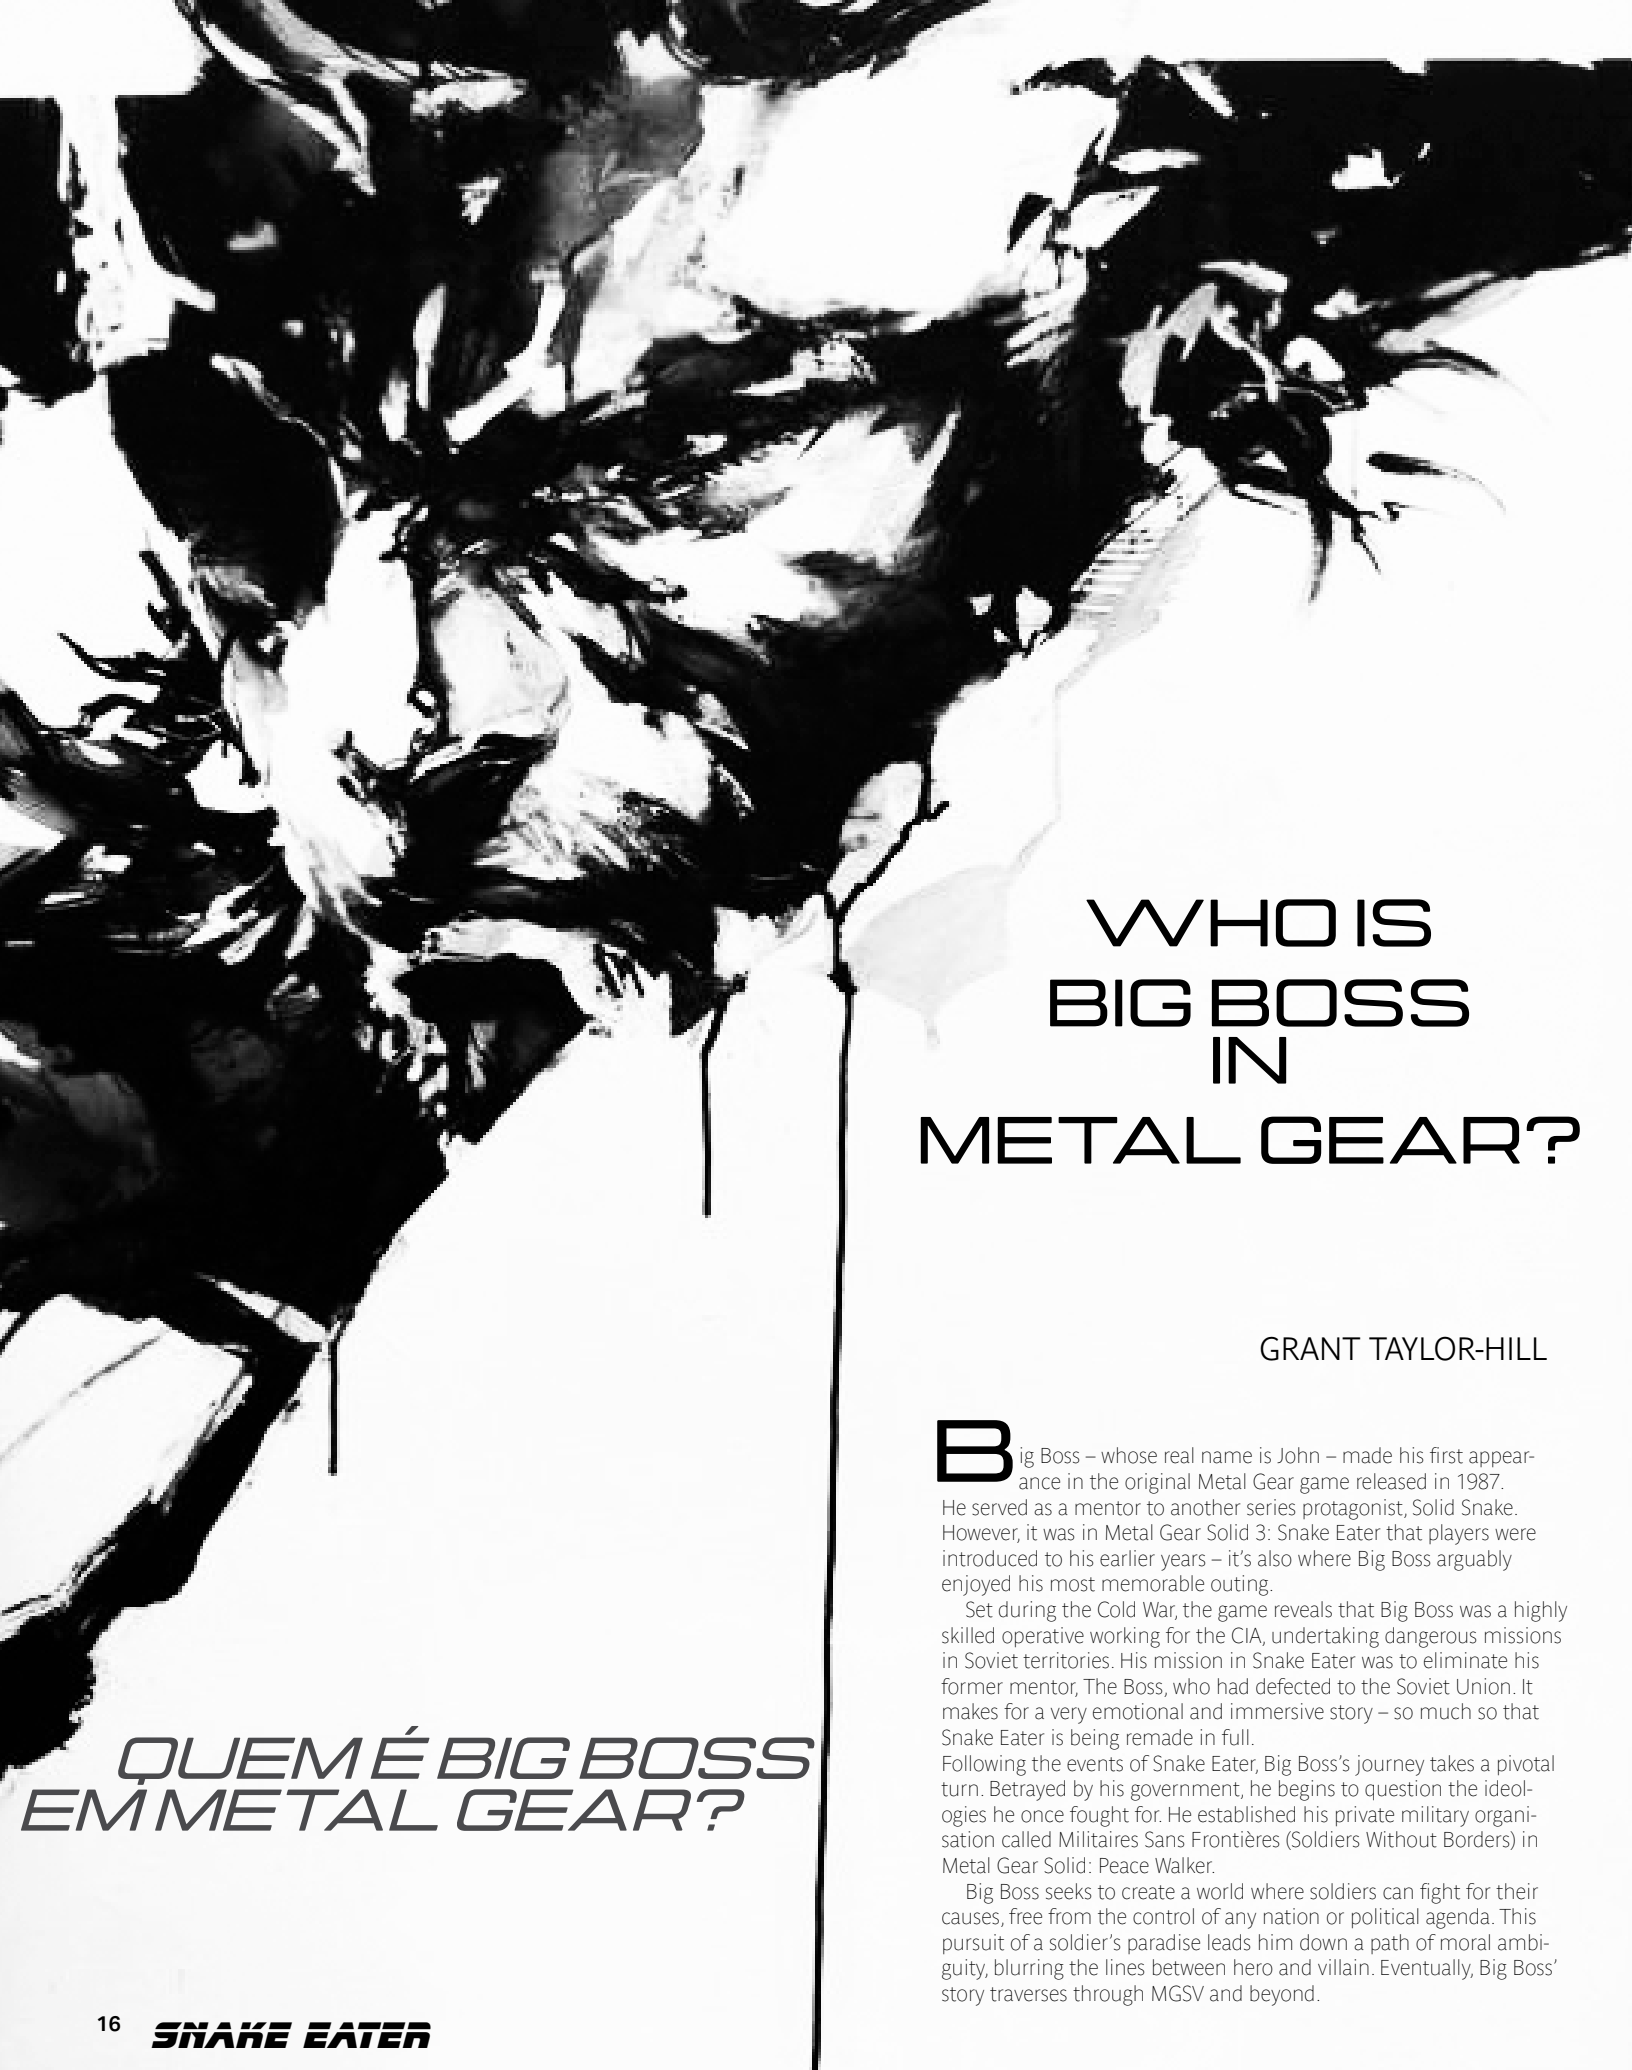 WHO IS
BIG BOSS
IN
METAL GEAR?
GRANT TAYLOR-HILL
Big Boss – whose real name is John – made his first appear-
ance in the original Metal Gear game released in 1987.
He served as a mentor to another series protagonist, Solid Snake.
However, it was in Metal Gear Solid 3: Snake Eater that players were
introduced to his earlier years – it’s also where Big Boss arguably
enjoyed his most memorable outing.
Set during the Cold War, the game reveals that Big Boss was a highly
skilled operative working for the CIA, undertaking dangerous missions
in Soviet territories. His mission in Snake Eater was to eliminate his
former mentor, The Boss, who had defected to the Soviet Union. It
makes for a very emotional and immersive story – so much so that
Snake Eater is being remade in full.
Following the events of Snake Eater, Big Boss’s journey takes a pivotal
turn. Betrayed by his government, he begins to question the ideol-
ogies he once fought for. He established his private military organi-
sation called Militaires Sans Frontières (Soldiers Without Borders) in
Metal Gear Solid: Peace Walker.
Big Boss seeks to create a world where soldiers can fight for their
causes, free from the control of any nation or political agenda. This
pursuit of a soldier’s paradise leads him down a path of moral ambi-
guity, blurring the lines between hero and villain. Eventually, Big Boss’
story traverses through MGSV and beyond.
QUEM É BIG BOSS
EM METAL GEAR?
16 SNAKE EATER